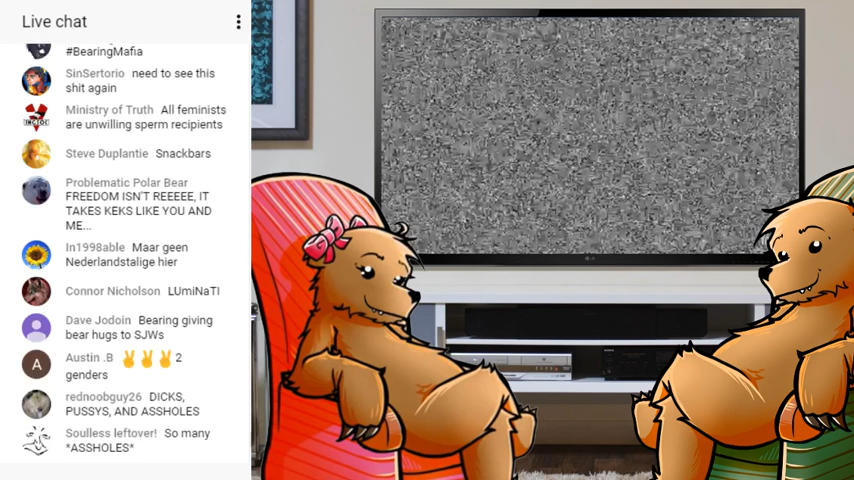 Live chat
#BearingMafia
SinSertorio need to see this
shit again
Ministry of Truth All feminists
are unwilling sperm recipients
Steve Duplantie Snackbars
Problematic Polar Bear
FREEDOM ISN'T REEEEE, IT
TAKES KEKS LIKE YOU AND
ME...
In1998able Maar geen
Nederlandstalige hier
Connor Nicholson LUmiNaTI
Dave Jodoin Bearing giving
bear hugs to SJWs
A
Austin .B ✌✌✌ 2
genders
rednoobguy26 DICKS,
PUSSYS, AND ASSHOLES
Soulless leftover! So many
*ASSHOLES*
LG